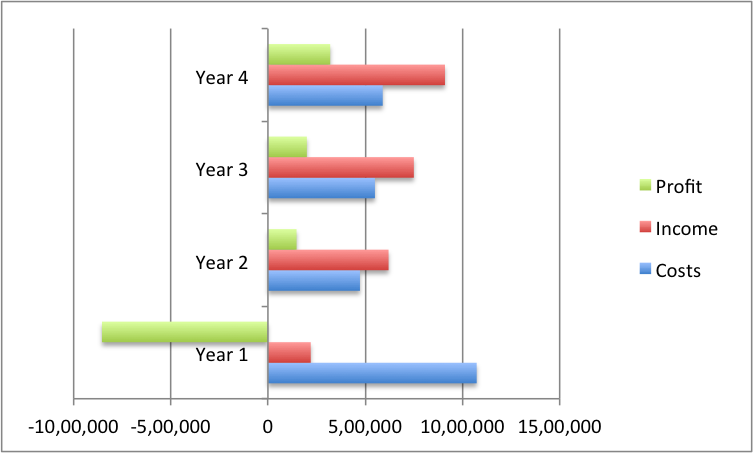 Year 4
Year 3
Year 2
Year 1
Profit
Income
Costs
-10,00,000 -5,00,000 0 5,00,000 10,00,000 15,00,000